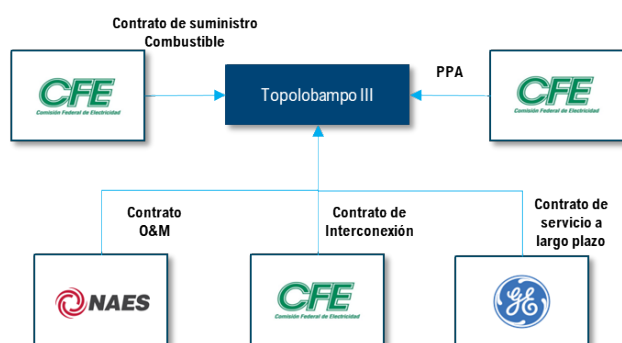 Contrato de suministro
Combustible
CFE
Comisión Federal de Electricidad
Topolobampo III
PPA
CFE
Comisión Federal de Electricidad
Contrato
O&M
Contrato de
Interconexión
Contrato de
servicio a
largo plazo
NAES
CFE
Comisión Federal de Electricidad
GE